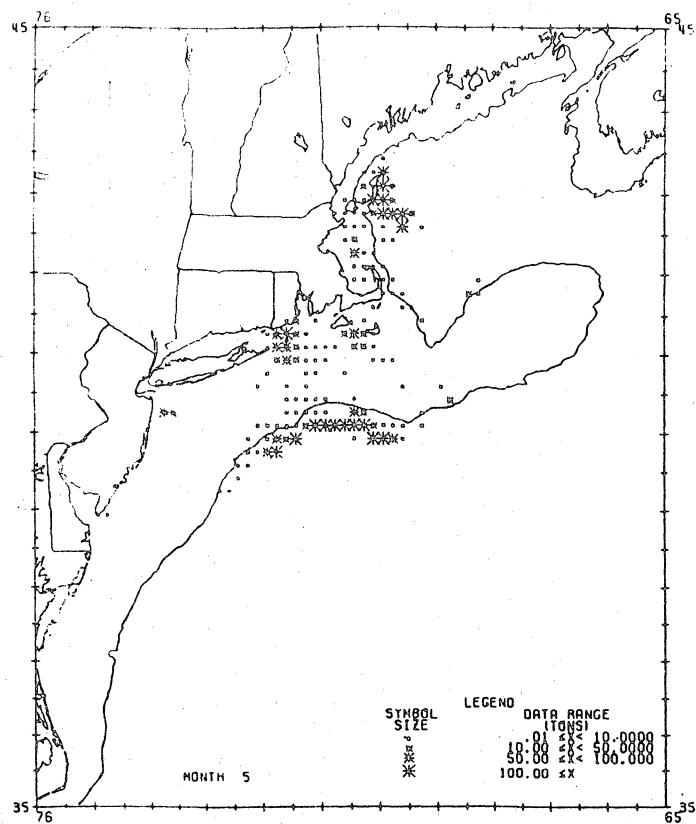 76 65
45 45
LEGEND
SYMBOL SIZE DATA RANGE (TONS)
.01 ≤X< 10.0000
10.00 ≤X< 50.0000
50.00 ≤X< 100.000
100.00 ≤X
MONTH 5
35 35
76 65